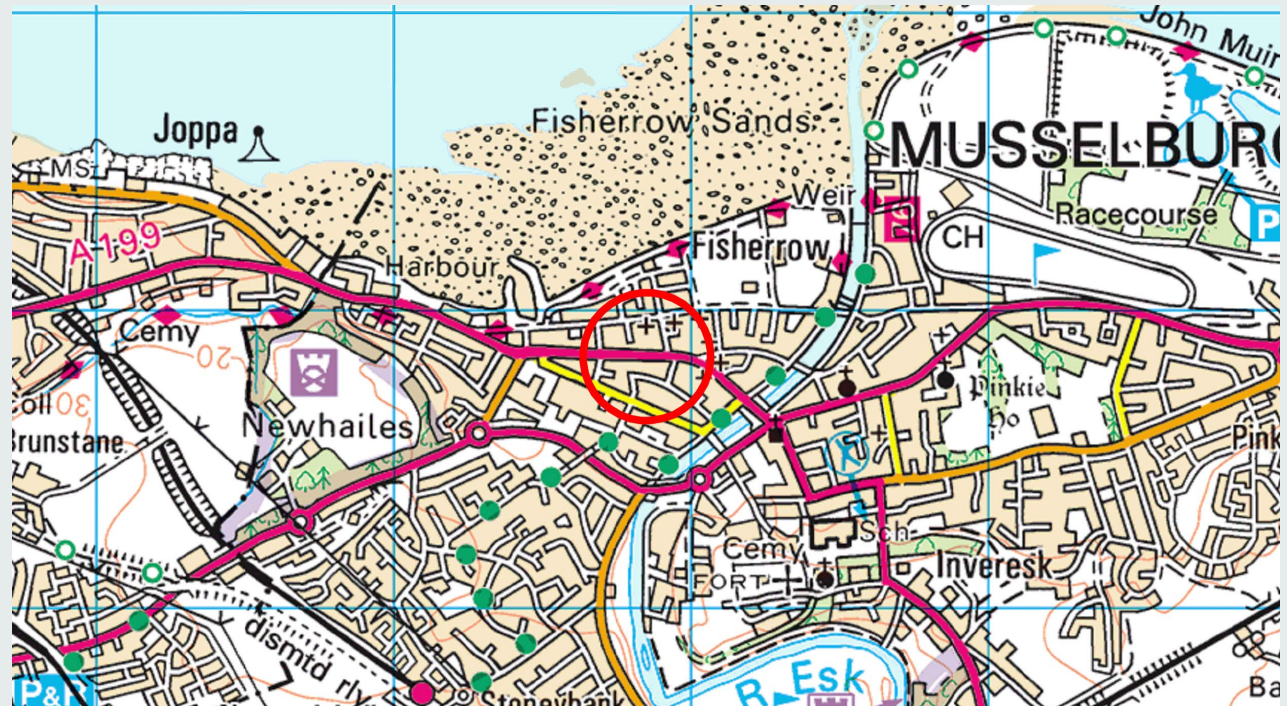 John Muir
Joppa
Fisherrow Sands
MUSSELBURG
MS
Weir
Racecourse
P
A 199
Fisherrow
CH
Harbour
Cemy
20
30
Coll
Brunstane
Newhailes
Pinkie
Ho
Pink
Sch
Cemy
FORT
Inveresk
dismtd rly
P&R
Stoneybank
R Esk
Ba